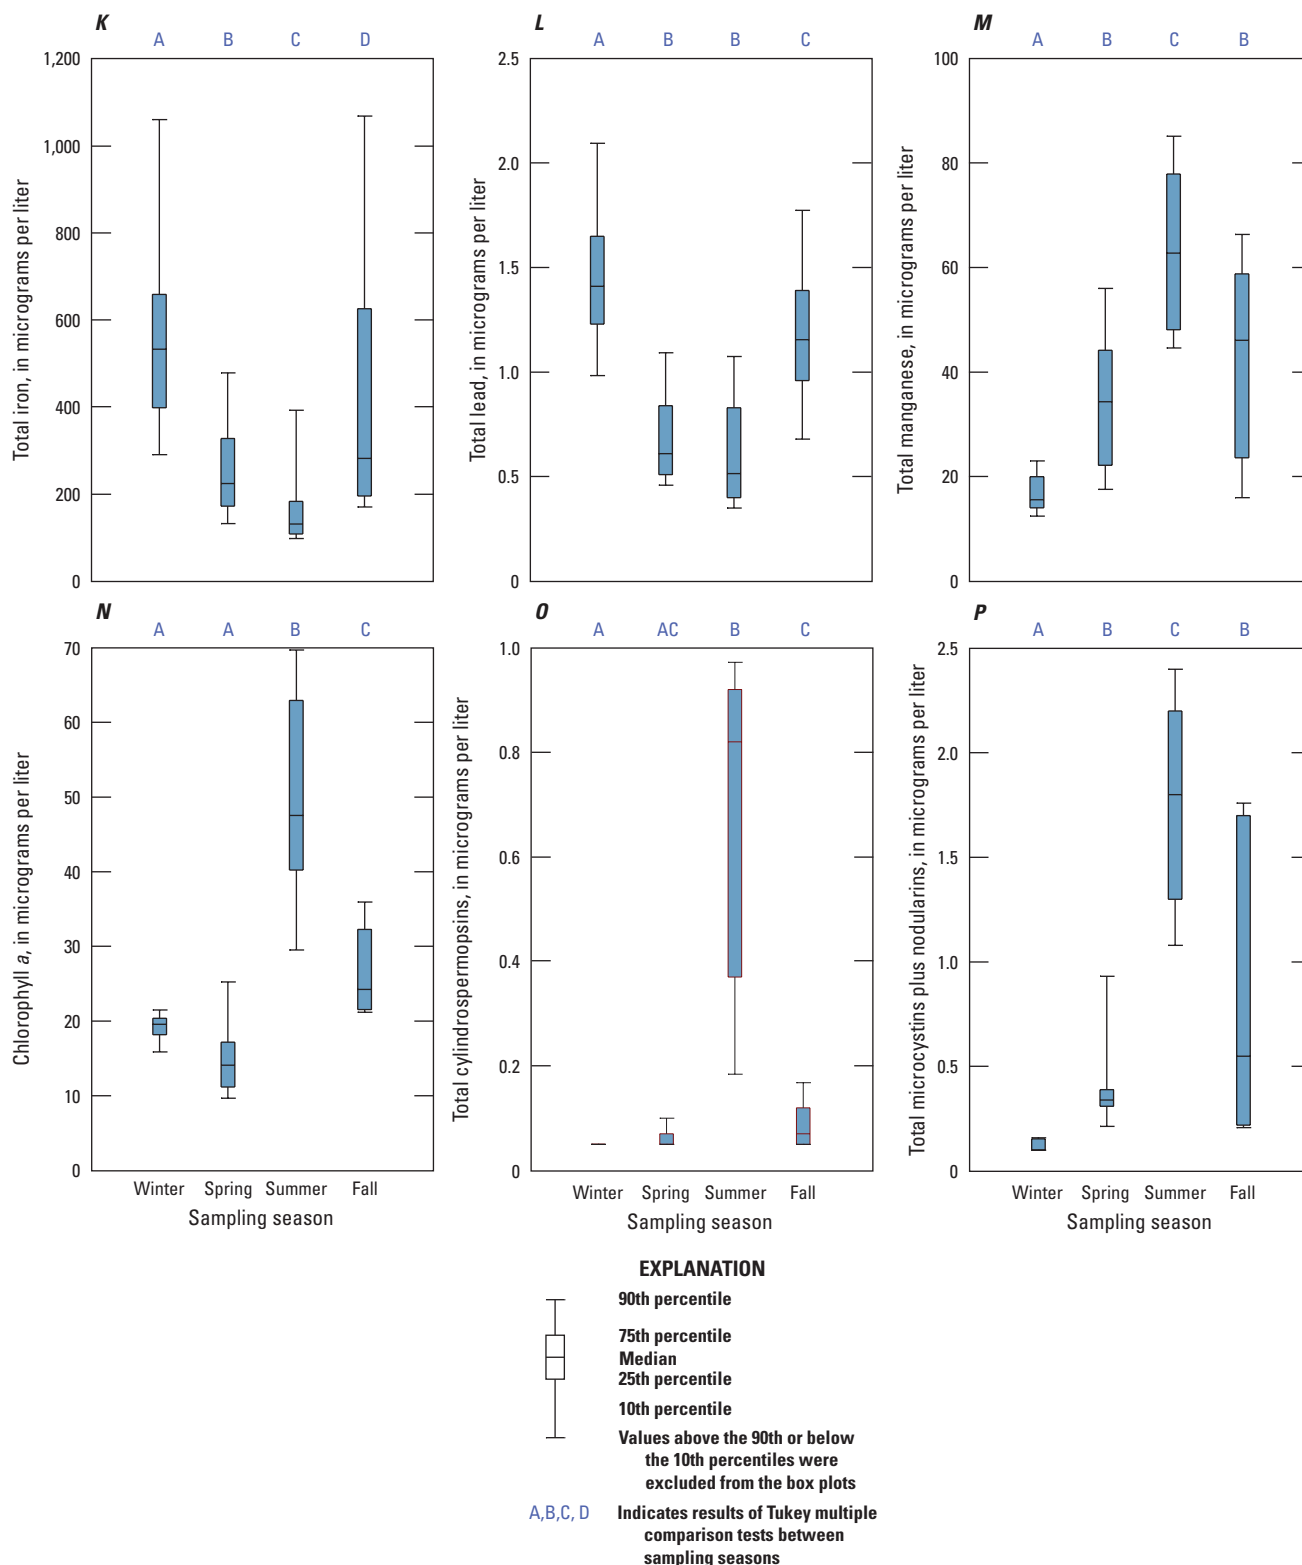 K
A B C D
1,200
1,000
800
600
400
200
0
Total iron, in micrograms per liter
L
A B B C
2.5
2.0
1.5
1.0
0.5
0
Total lead, in micrograms per liter
M
A B C B
100
80
60
40
20
0
Total manganese, in micrograms per liter
N
A A B C
70
60
50
40
30
20
10
0
Chlorophyll a, in micrograms per liter
Winter Spring Summer Fall
Sampling season
O
A AC B C
1.0
0.8
0.6
0.4
0.2
0
Total cylindrospermopsins, in micrograms per liter
Winter Spring Summer Fall
Sampling season
P
A B C B
2.5
2.0
1.5
1.0
0.5
0
Total microcystins plus nodularins, in micrograms per liter
Winter Spring Summer Fall
Sampling season
EXPLANATION
90th percentile
75th percentile
Median
25th percentile
10th percentile
Values above the 90th or below
the 10th percentiles were
excluded from the box plots
A,B,C, D Indicates results of Tukey multiple
comparison tests between
sampling seasons